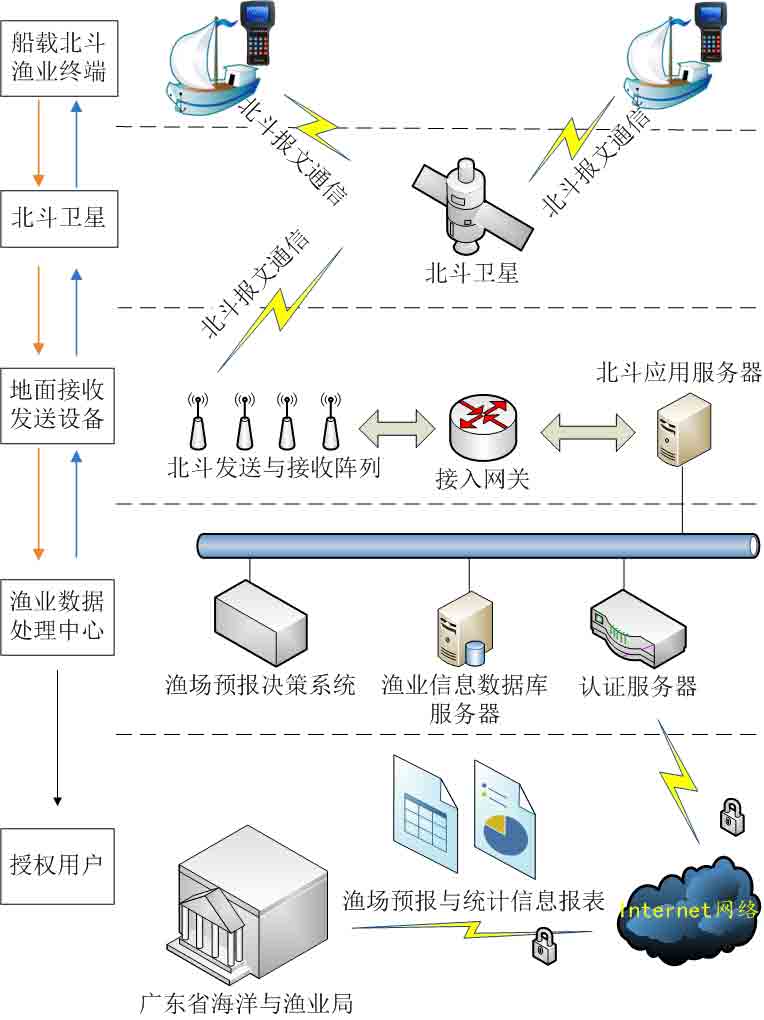 船载北斗
渔业终端
北斗报文通信
北斗报文通信
北斗卫星
北斗卫星
北斗报文通信
地面接收
发送设备
北斗应用服务器
北斗发送与接收阵列
接入网关
渔业数据
处理中心
渔场预报决策系统
渔业信息数据库
服务器
认证服务器
授权用户
渔场预报与统计信息报表
Internet网络
广东省海洋与渔业局